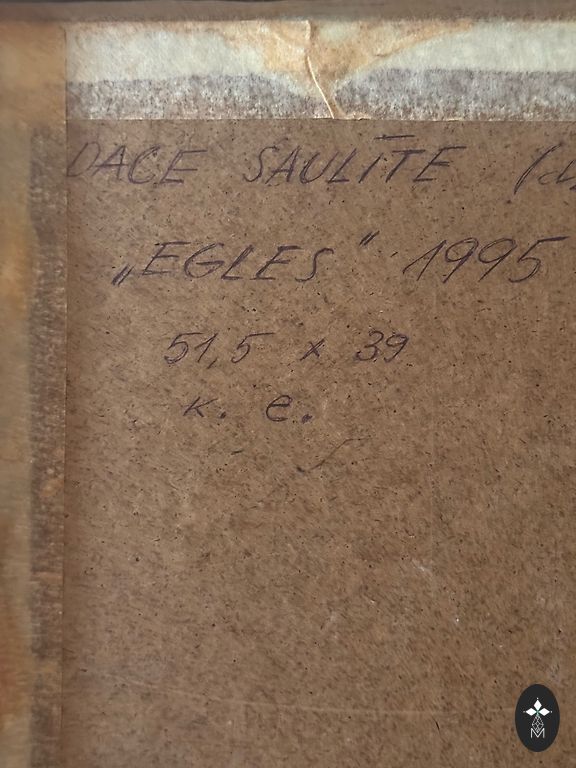 DACE SAULĪTE (d
„EGLES" 1995
51,5 x 39
k. e.
M